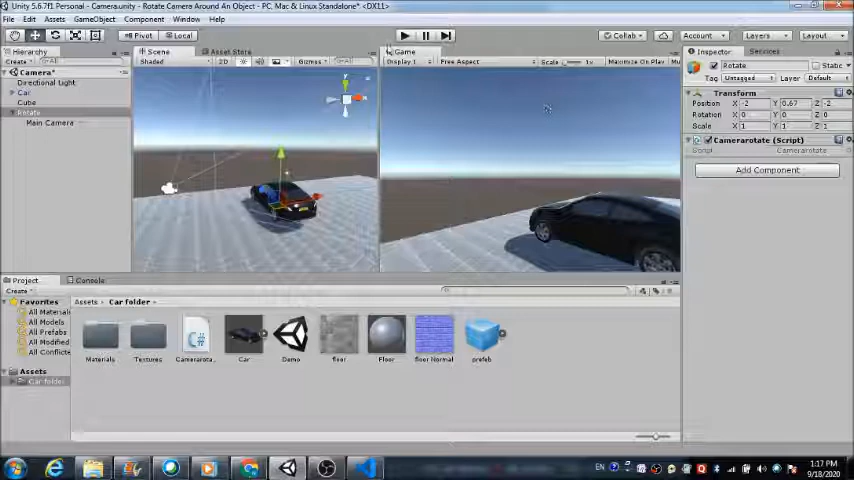 Unity 5.6.7f1 Personal - Camera.unity - Rotate Camera Around An Object - PC, Mac & Linux Standalone* <DX11>
File Edit Assets GameObject Component Window Help
Pivot Local Collab Account Layers Layout
Hierarchy Scene Asset Store Game Inspector Services
Create All Shaded 2D Gizmos All Display 1 Free Aspect Scale 1x Maximize On Play
Rotate Static
Camera*
Tag Untagged Layer Default
Directional Light
Car
Cube
Rotate
Main Camera
Transform
Position X -2 Y 0.67 Z -2
Rotation X 0 Y 0 Z 0
Scale X 1 Y 1 Z 1
Camerarotate (Script)
Script Camerarotate
Add Component
Project Console
Create
Favorites
All Materials
All Models
All Prefabs
All Modified
All Conflicts
Assets
Car folder
Assets Car folder
Materials Textures Camerarota... Car Demo floor Floor floor Normal prefeb
EN 1:17 PM
9/18/2020